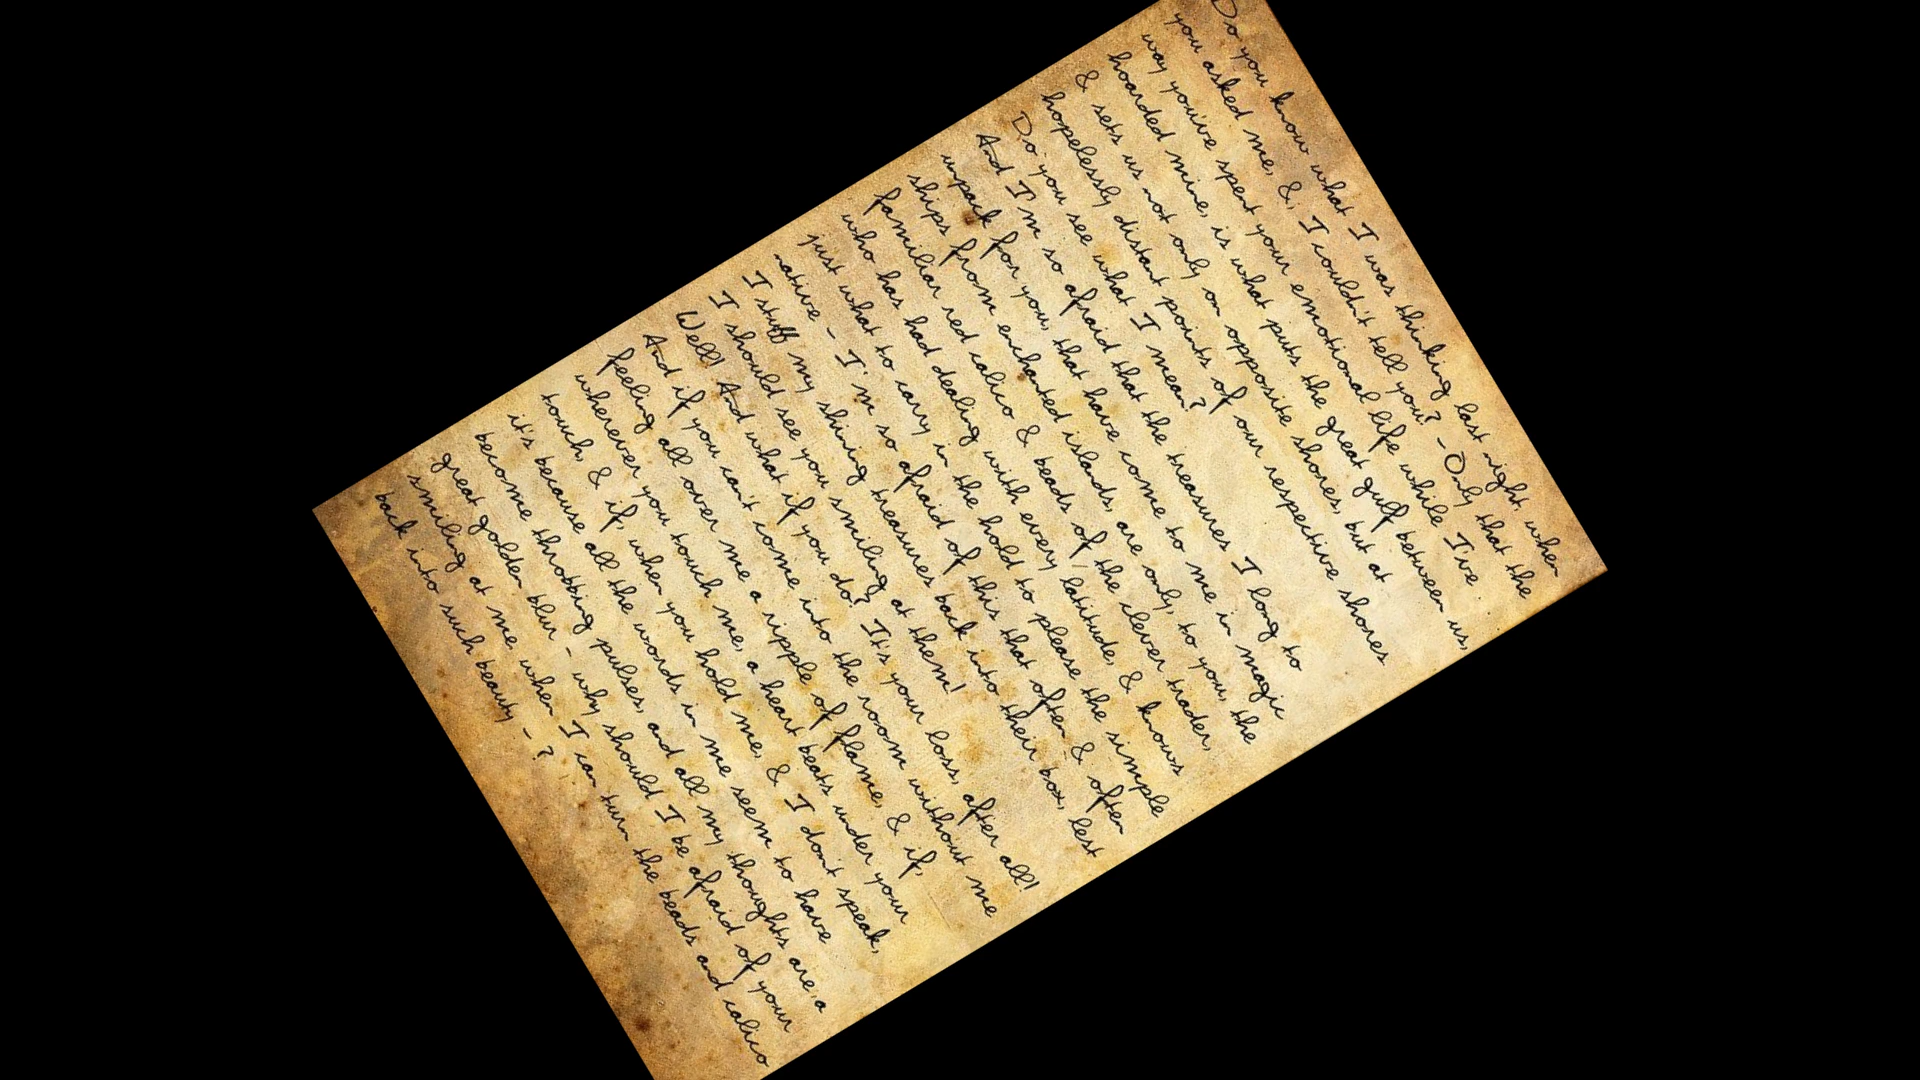 Do you know what I was thinking last night, when
you asked me, &, I couldn't tell you? - Only that the
way you've spent your emotional life while I've
hoarded mine, is what puts the great gulf between us,
& sets us not only on opposite shores, but at
hopelessly distant points of our respective shores
Do you see what I mean?
And I'm so afraid that the treasures I long to
unpack for you, that have come to me in magic
ships from enchanted islands, are only, to you, the
familiar red calico & beads of the clever trader,
who has had dealing with every latitude, & knows
just what to carry in the hold to please the simple
native - I'm so afraid of this that often & often
I stuff my shining treasures back into their box, lest
I should see you smiling at them!
Well! And what if you do? It's your loss, after all!
And if you can't come into the room without me
feeling all over me a ripple of flame, & if,
wherever you touch me, a heart beats under your
touch, & if, when you hold me, & I don't speak,
it's because all the words in me seem to have
become throbbing pulses, and all my thoughts are a
great golden blur - why should I be afraid of your
smiling at me when I can turn the beads and calico
back into such beauty - ?